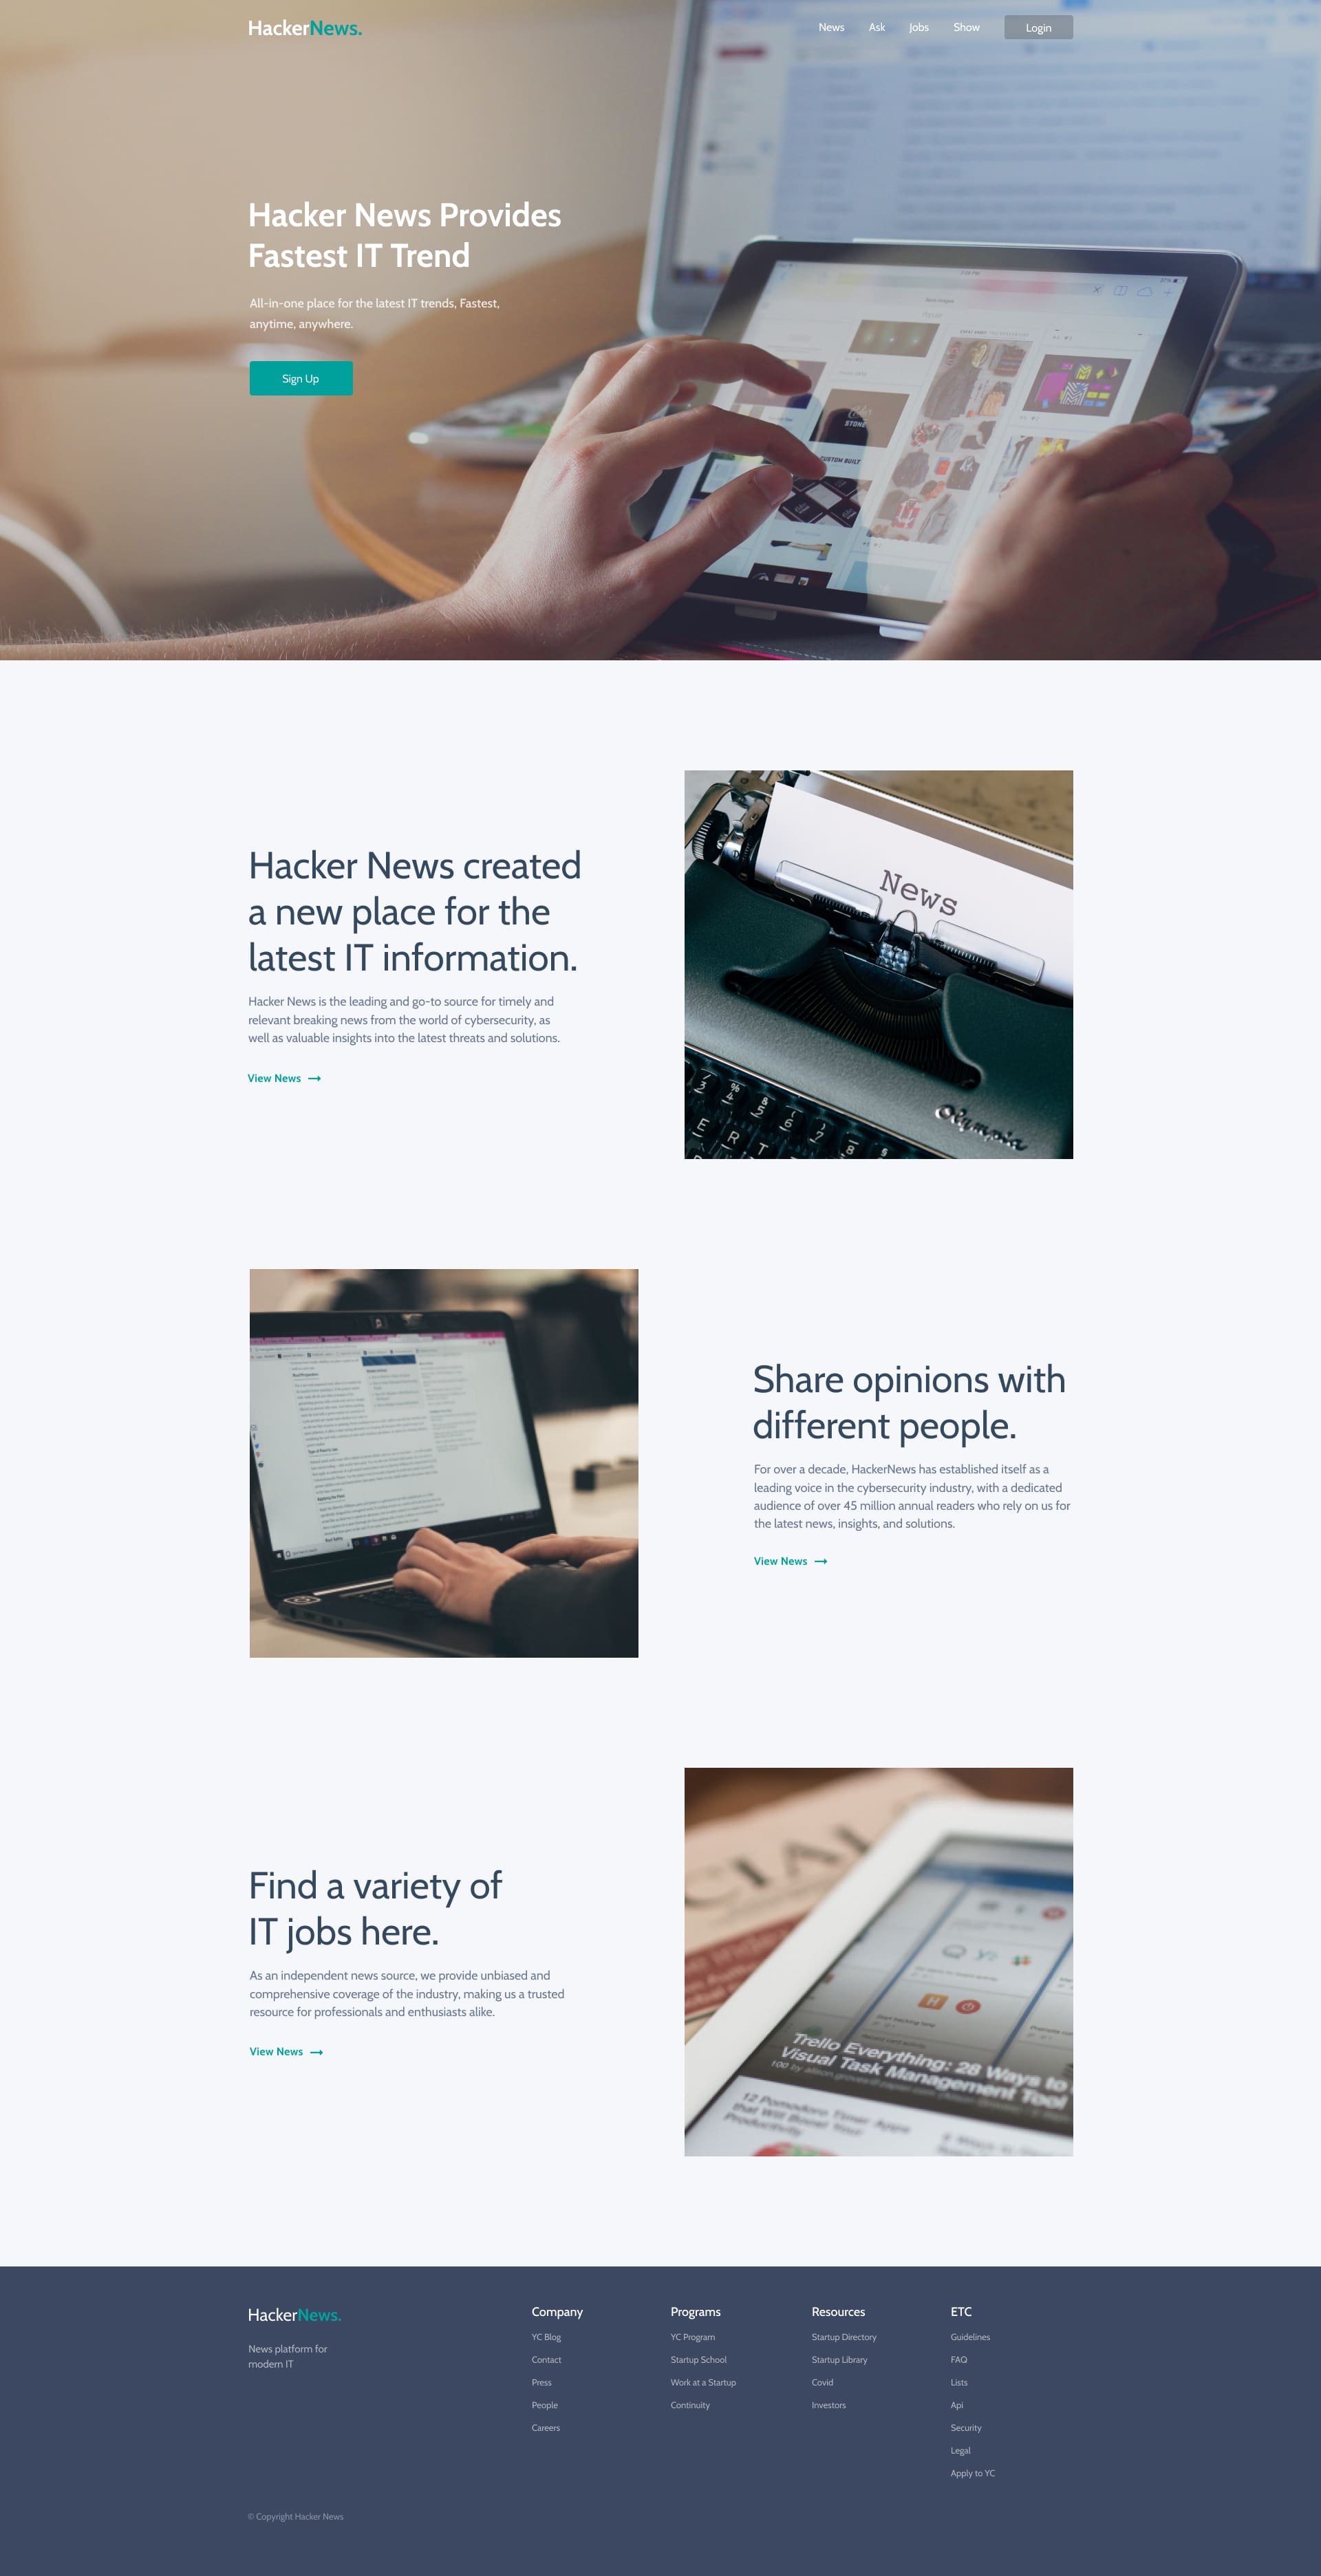 HackerNews.
News Ask Jobs Show Login
Hacker News Provides
Fastest IT Trend
All-in-one place for the latest IT trends, Fastest,
anytime, anywhere.
STONE
CUSTOM BUILT
Sign Up
Hacker News created
a new place for the
latest IT information.
Hacker News is the leading and go-to source for timely and
relevant breaking news from the world of cybersecurity, as
well as valuable insights into the latest threats and solutions.
View News
News
Olympia
E R T
Share opinions with
different people.
For over a decade, HackerNews has established itself as a
leading voice in the cybersecurity industry, with a dedicated
audience of over 45 million annual readers who rely on us for
the latest news, insights, and solutions.
View News
Find a variety of
IT jobs here.
As an independent news source, we provide unbiased and
comprehensive coverage of the industry, making us a trusted
resource for professionals and enthusiasts alike.
View News
CIAL
Trello Everything: 28 Ways to
Visual Task Management Tool
12 Pomodoro Timer Apps
that Will Boost Your
Productivity
HackerNews.
News platform for
modern IT
Company
YC Blog
Contact
Press
People
Careers
Programs
YC Program
Startup School
Work at a Startup
Continuity
Resources
Startup Directory
Startup Library
Covid
Investors
ETC
Guidelines
FAQ
Lists
Api
Security
Legal
Apply to YC
© Copyright Hacker News